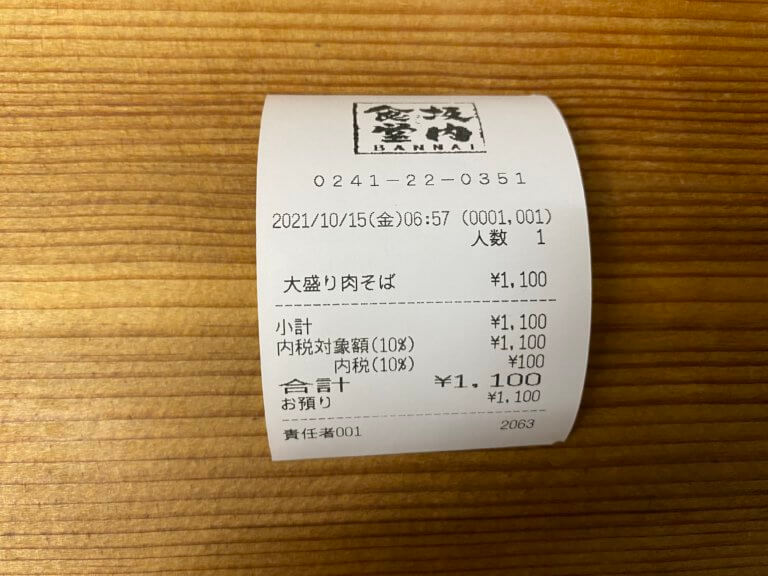 坂内
食堂
BANNAI
0241-22-0351
2021/10/15(金)06:57 (0001,001)
人数 1
大盛り肉そば ¥1,100
小計 ¥1,100
内税対象額(10%) ¥1,100
内税(10%) ¥100
合計 ¥1,100
お預り ¥1,100
責任者001 2063